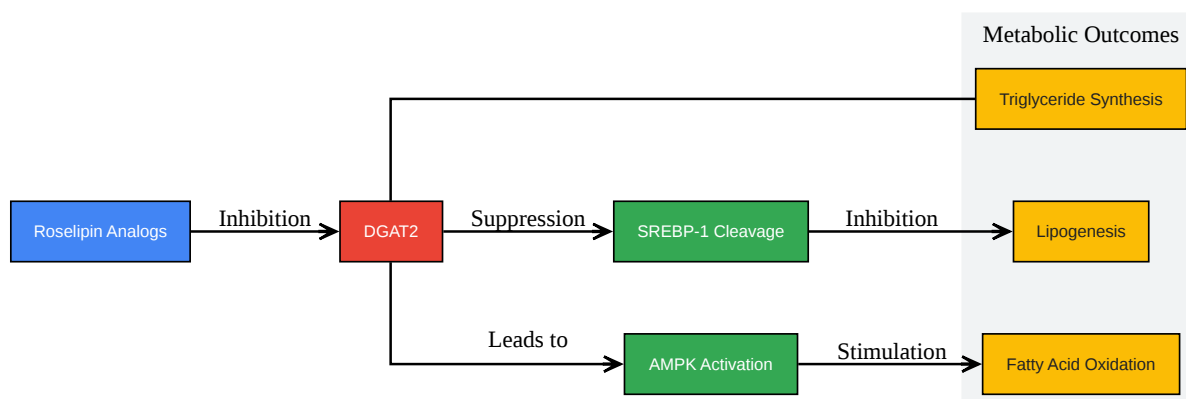 Metabolic Outcomes
Triglyceride Synthesis
Roselipin Analogs
Inhibition
DGAT2
Suppression
SREBP-1 Cleavage
Inhibition
Lipogenesis
Leads to
AMPK Activation
Stimulation
Fatty Acid Oxidation